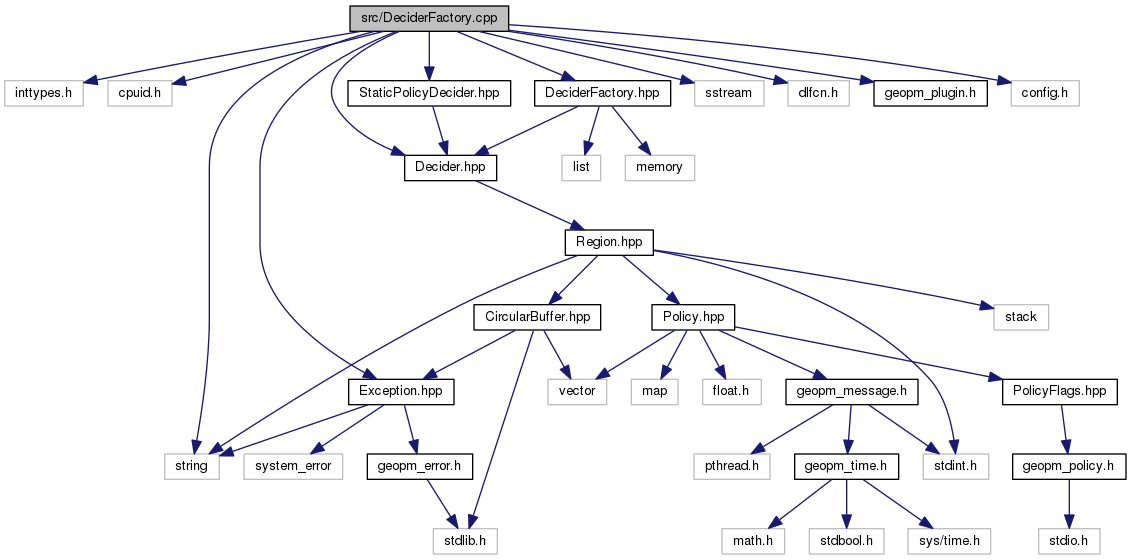 src/DeciderFactory.cpp
inttypes.h
cpuid.h
StaticPolicyDecider.hpp
DeciderFactory.hpp
sstream
dlfcn.h
geopm_plugin.h
config.h
Decider.hpp
list
memory
Region.hpp
CircularBuffer.hpp
Policy.hpp
stack
Exception.hpp
vector
map
float.h
geopm_message.h
PolicyFlags.hpp
string
system_error
geopm_error.h
pthread.h
geopm_time.h
stdint.h
geopm_policy.h
stdlib.h
math.h
stdbool.h
sys/time.h
stdio.h